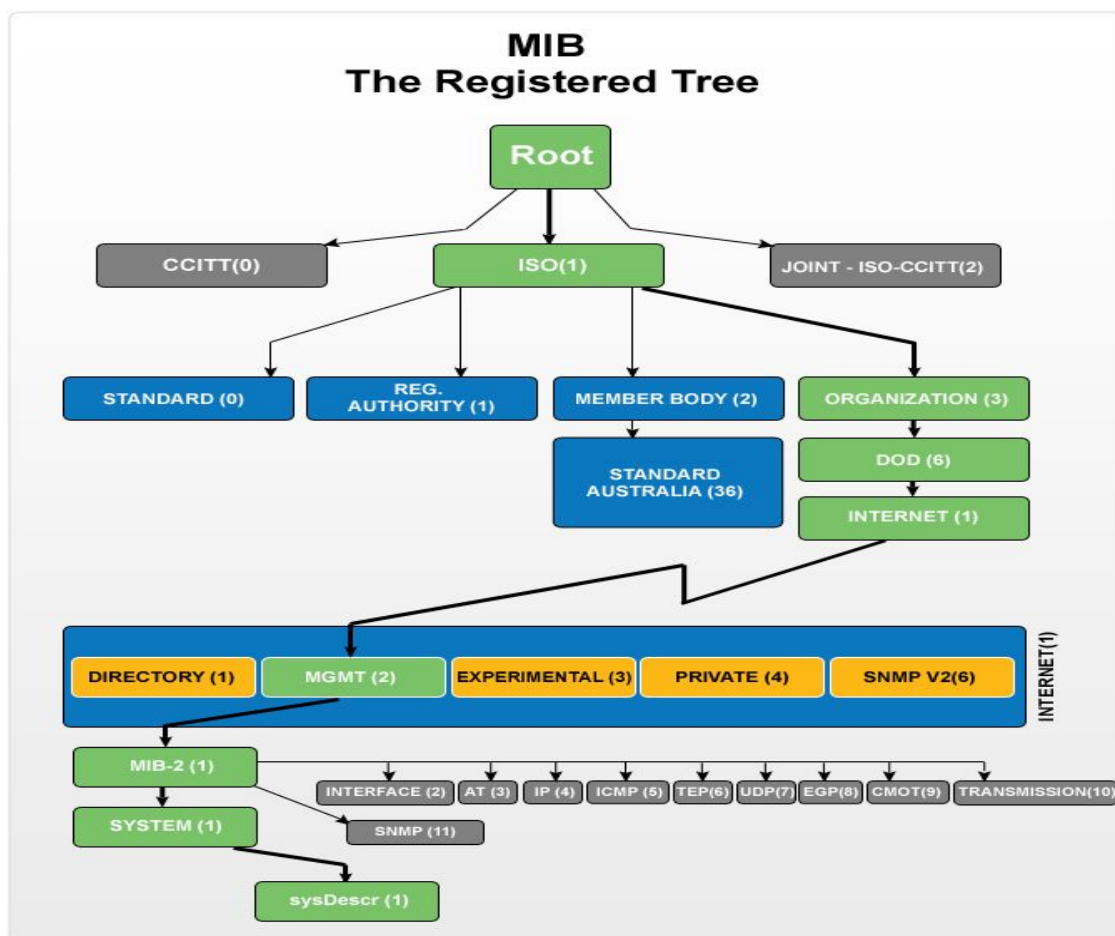 MIB
The Registered Tree
Root
CCITT(0)
ISO(1)
JOINT - ISO-CCITT(2)
STANDARD (0)
REG.
AUTHORITY (1)
MEMBER BODY (2)
ORGANIZATION (3)
STANDARD
AUSTRALIA (36)
DOD (6)
INTERNET (1)
DIRECTORY (1)
MGMT (2)
EXPERIMENTAL (3)
PRIVATE (4)
SNMP V2(6)
INTERNET(1)
MIB-2 (1)
INTERFACE (2)
AT (3)
IP (4)
ICMP (5)
TEP(6)
UDP(7)
EGP(8)
CMOT(9)
TRANSMISSION(10)
SYSTEM (1)
SNMP (11)
sysDescr (1)